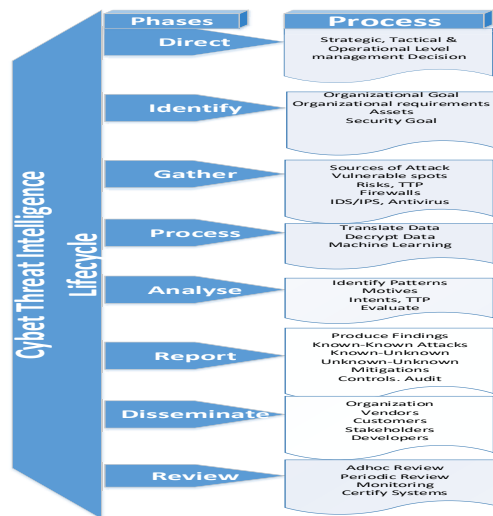 Phases
Process
Cybet Threat Intelligence
Lifecycle
Direct
Strategic, Tactical &
Operational Level
management Decision
Identify
Organizational Goal
Organizational requirements
Assets
Security Goal
Gather
Sources of Attack
Vulnerable spots
Risks, TTP
Firewalls
IDS/IPS, Antivirus
Process
Translate Data
Decrypt Data
Machine Learning
Analyse
Identify Patterns
Motives
Intents, TTP
Evaluate
Report
Produce Findings
Known-Known Attacks
Known-Unknown
Unknown-Unknown
Mitigations
Controls. Audit
Disseminate
Organization
Vendors
Customers
Stakeholders
Developers
Review
Adhoc Review
Periodic Review
Monitoring
Certify Systems